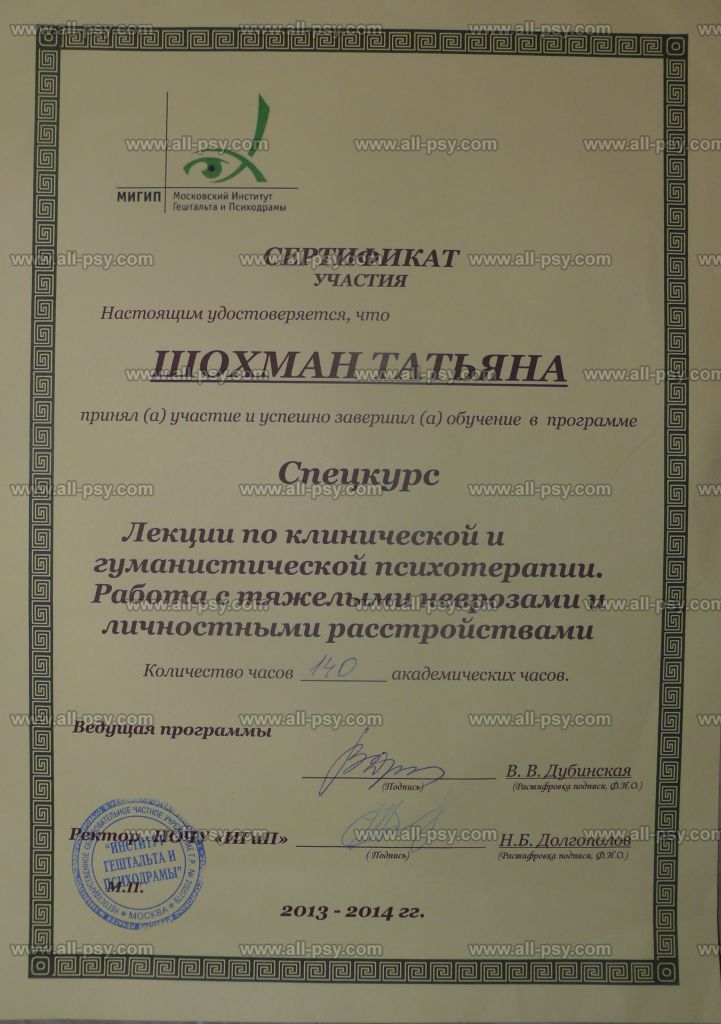 МИГИП
Московский Институт
Гештальта и Психодрамы
СЕРТИФИКАТ
УЧАСТИЯ
Настоящим удостоверяется, что
ШОХМАН ТАТЬЯНА
принял (а) участие и успешно завершил (а) обучение в программе
Спецкурс
Лекции по клинической и
гуманистической психотерапии.
Работа с тяжелыми неврозами и
личностными расстройствами
Количество часов 140 академических часов.
Ведущая программы
(Подпись)
В. В. Дубинская
(Расшифровка подписи, Ф.И.О.)
Ректор НОЧУ «ИГиП»
(Подпись)
Н.Б. Долгополов
(Расшифровка подписи, Ф.И.О.)
"ИНСТИТУТ
ГЕШТАЛЬТА И
ПСИХОДРАМЫ"
МОСКВА
М.П.
2013 - 2014 гг.
www.all-psy.com